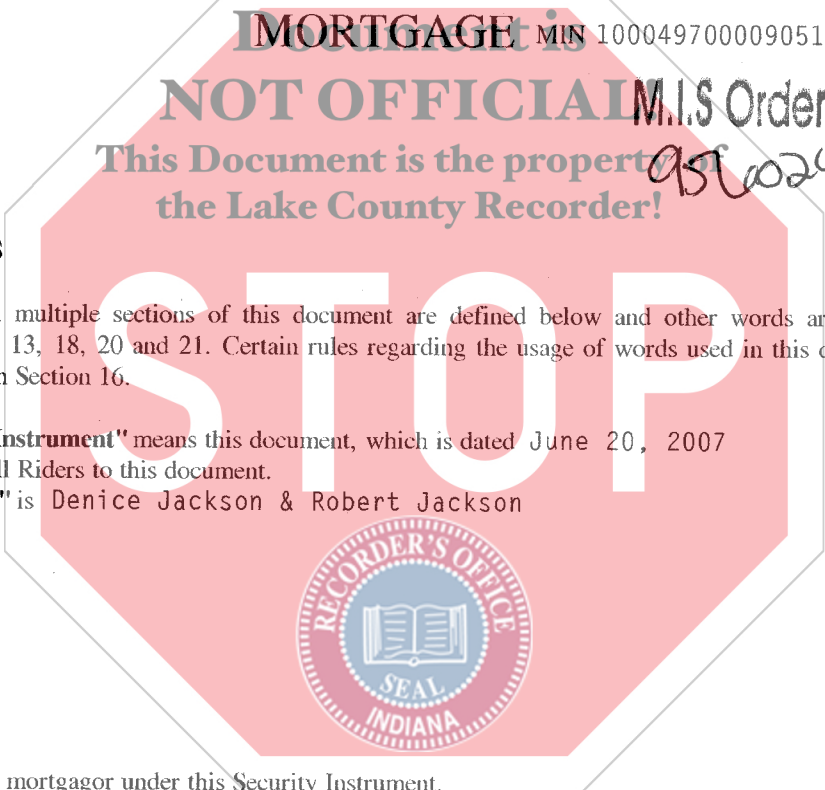 Document is
MORTGAGE MIN 100049700009051
NOT OFFICIAL!
M.I.S Order
This Document is the property of
the Lake County Recorder!
multiple sections of this document are defined below and other words
13, 18, 20 and 21. Certain rules regarding the usage of words used in this
Section 16.
Instrument" means this document, which is dated June 20, 2007
Riders to this document.
" is Denice Jackson & Robert Jackson
STOP
RECORDER'S OFFICE
SEAL
INDIANA
mortgagor under this Security Instrument.